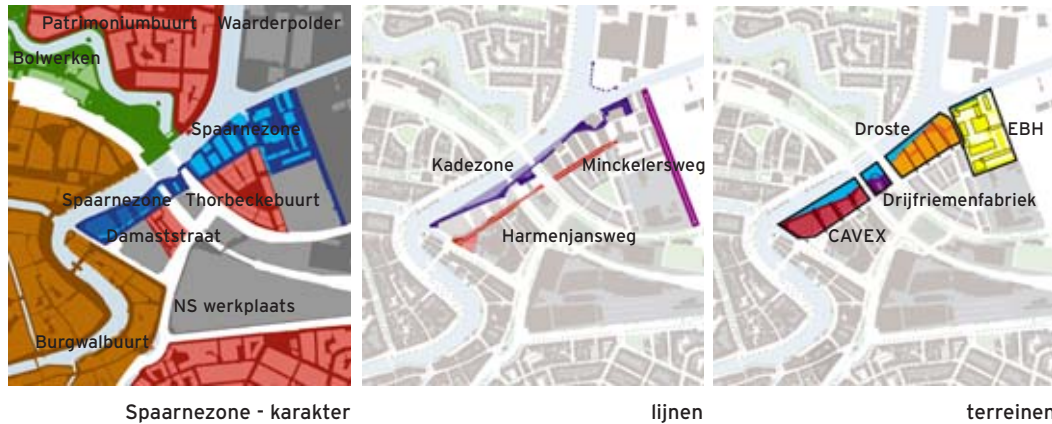 Patrimoniumbuurt
Waarderpolder
Bolwerken
Spaarnezone
Spaarnezone
Thorbeckebuurt
Damaststraat
NS werkplaats
Burgwalbuurt
Spaarnezone - karakter
Kadezone
Minckelersweg
Harmenjansweg
lijnen
Droste
EBH
Drijfriemenfabriek
CAVEX
terreinen